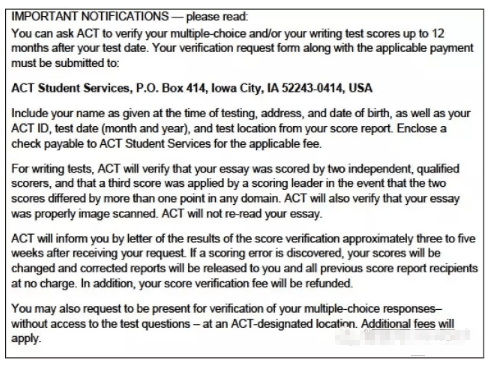 IMPORTANT NOTIFICATIONS — please read:
You can ask ACT to verify your multiple-choice and/or your writing test scores up to 12
months after your test date. Your verification request form along with the applicable payment
must be submitted to:
ACT Student Services, P.O. Box 414, Iowa City, IA 52243-0414, USA
Include your name as given at the time of testing, address, and date of birth, as well as your
ACT ID, test date (month and year), and test location from your score report. Enclose a
check payable to ACT Student Services for the applicable fee.
For writing tests, ACT will verify that your essay was scored by two independent, qualified
scorers, and that a third score was applied by a scoring leader in the event that the two
scores differed by more than one point in any domain. ACT will also verify that your essay
was properly image scanned. ACT will not re-read your essay.
ACT will inform you by letter of the results of the score verification approximately three to five
weeks after receiving your request. If a scoring error is discovered, your scores will be
changed and corrected reports will be released to you and all previous score report recipients
at no charge. In addition, your score verification fee will be refunded.
You may also request to be present for verification of your multiple-choice responses–
without access to the test questions – at an ACT-designated location. Additional fees will
apply.